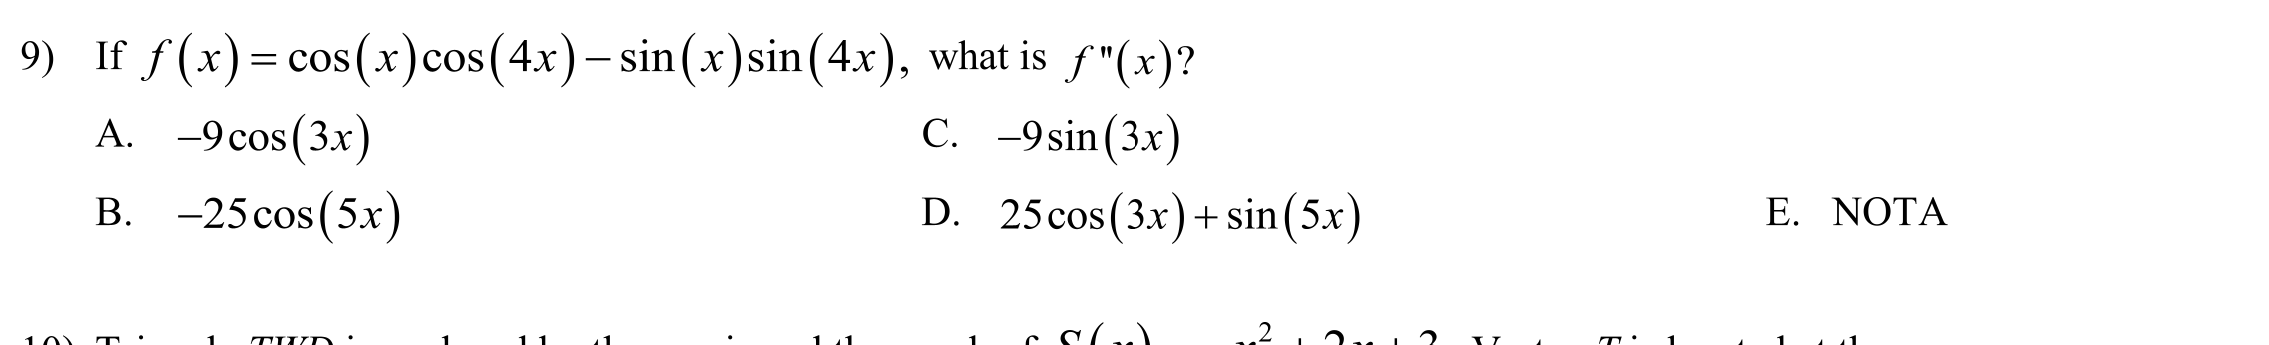 9) If f(x) = cos(x)cos(4x) – sin(x)sin(4x), what is f "(x)?
A. –9cos(3x) C. –9sin(3x)
B. –25cos(5x) D. 25cos(3x) + sin(5x) E. NOTA